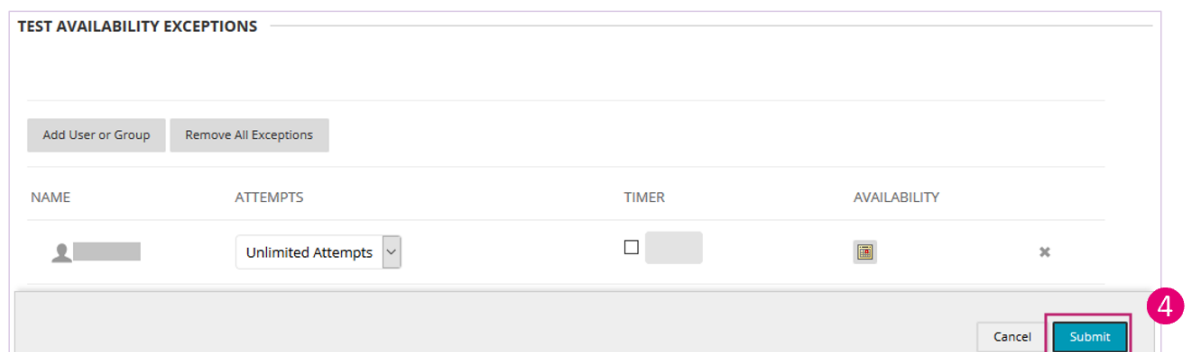 TEST AVAILABILITY EXCEPTIONS
Add User or Group Remove All Exceptions
NAME ATTEMPTS TIMER AVAILABILITY
Unlimited Attempts
4
Cancel Submit